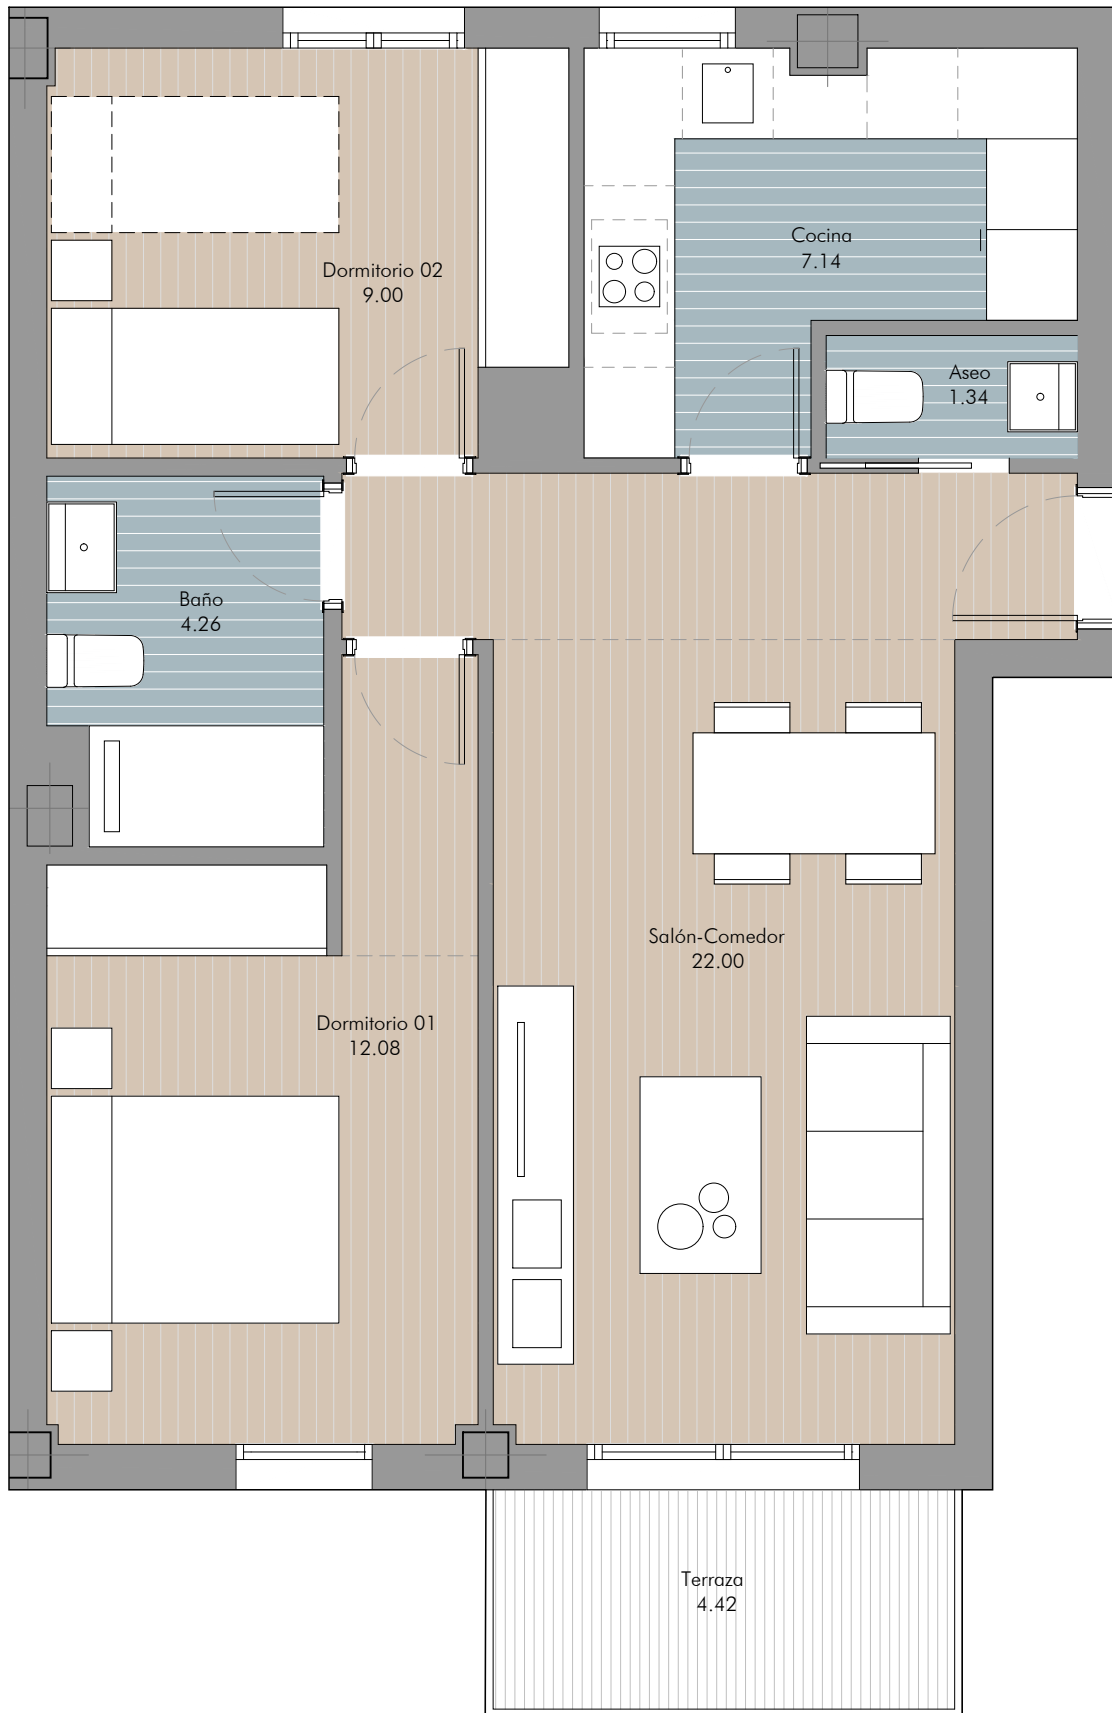 Dormitorio 02
9.00
Cocina
7.14
Aseo
1.34
Baño
4.26
Salón-Comedor
22.00
Dormitorio 01
12.08
Terraza
4.42